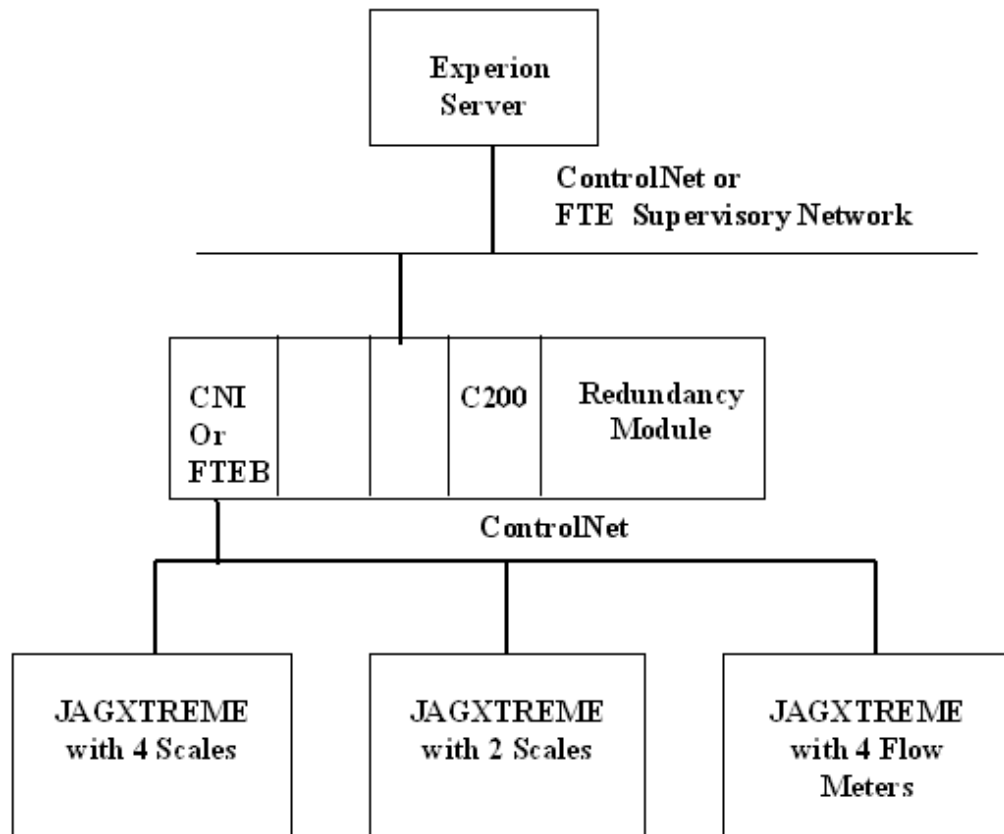 Experion
Server
ControlNet or
FTE Supervisory Network
CNI
Or
FTEB
C200
Redundancy
Module
ControlNet
JAGXTREME
with 4 Scales
JAGXTREME
with 2 Scales
JAGXTREME
with 4 Flow
Meters